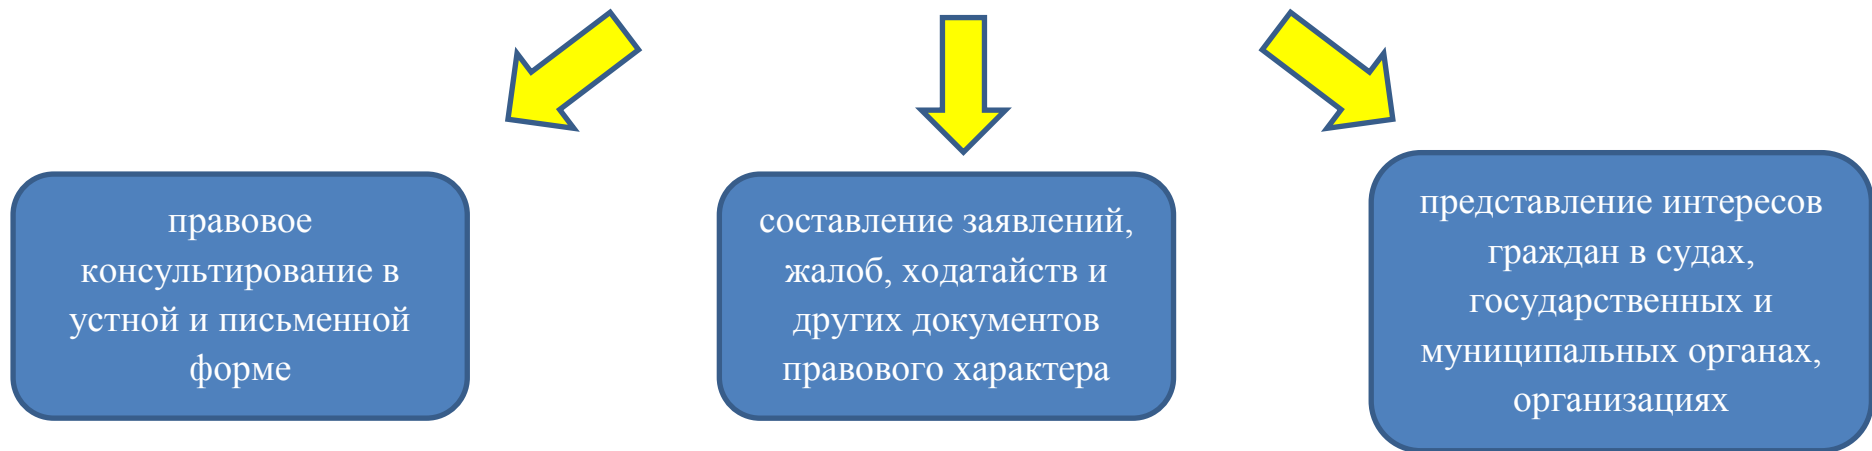 правовое
консультирование в
устной и письменной
форме
составление заявлений,
жалоб, ходатайств и
других документов
правового характера
представление интересов
граждан в судах,
государственных и
муниципальных органах,
организациях